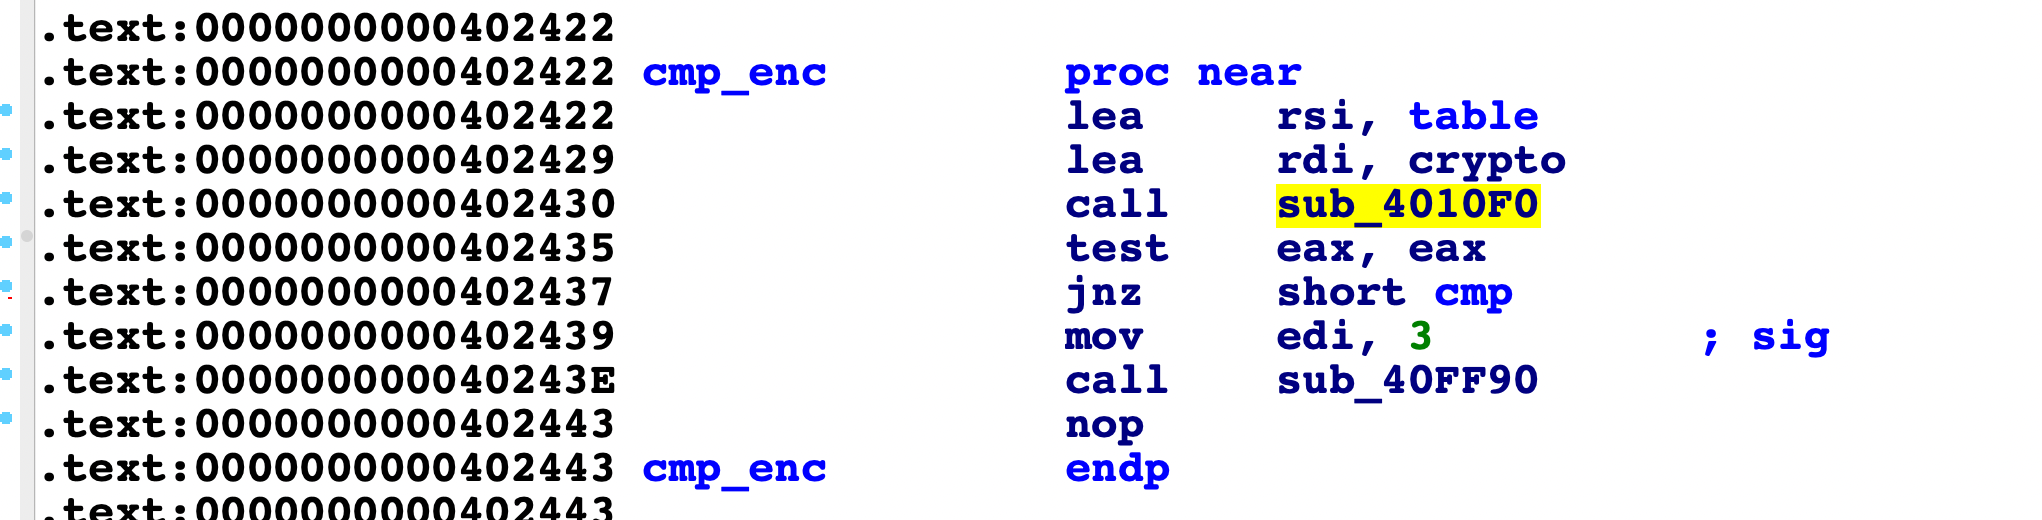 .text:0000000000402422
.text:0000000000402422 cmp_enc proc near
.text:0000000000402422 lea rsi, table
.text:0000000000402429 lea rdi, crypto
.text:0000000000402430 call sub_4010F0
.text:0000000000402435 test eax, eax
.text:0000000000402437 jnz short cmp
.text:0000000000402439 mov edi, 3 ; sig
.text:000000000040243E call sub_40FF90
.text:0000000000402443 nop
.text:0000000000402443 cmp_enc endp
.text:0000000000402443